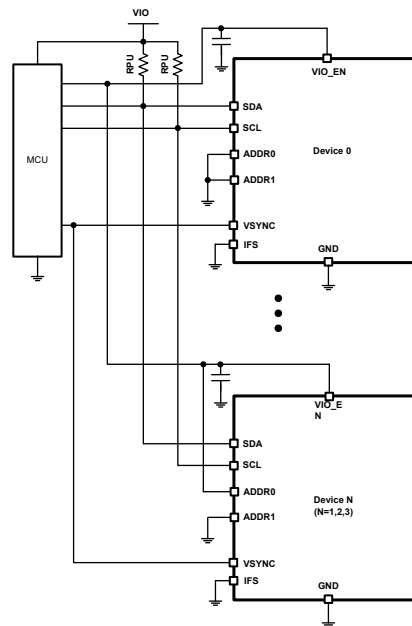 VIO
RPU
RPU
VIO_EN
MCU
SDA
SCL
ADDR0
Device 0
ADDR1
VSYNC
IFS
GND
VIO_E
N
SDA
SCL
ADDR0
Device N
(N=1,2,3)
ADDR1
VSYNC
IFS
GND